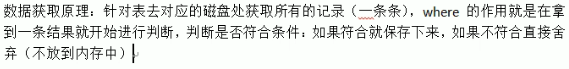 数据获取原理：针对表去对应的磁盘处获取所有的记录（一条条），where 的作用就是在拿
到一条结果就开始进行判断，判断是否符合条件：如果符合就保存下来，如果不符合直接舍
弃（不放到内存中）